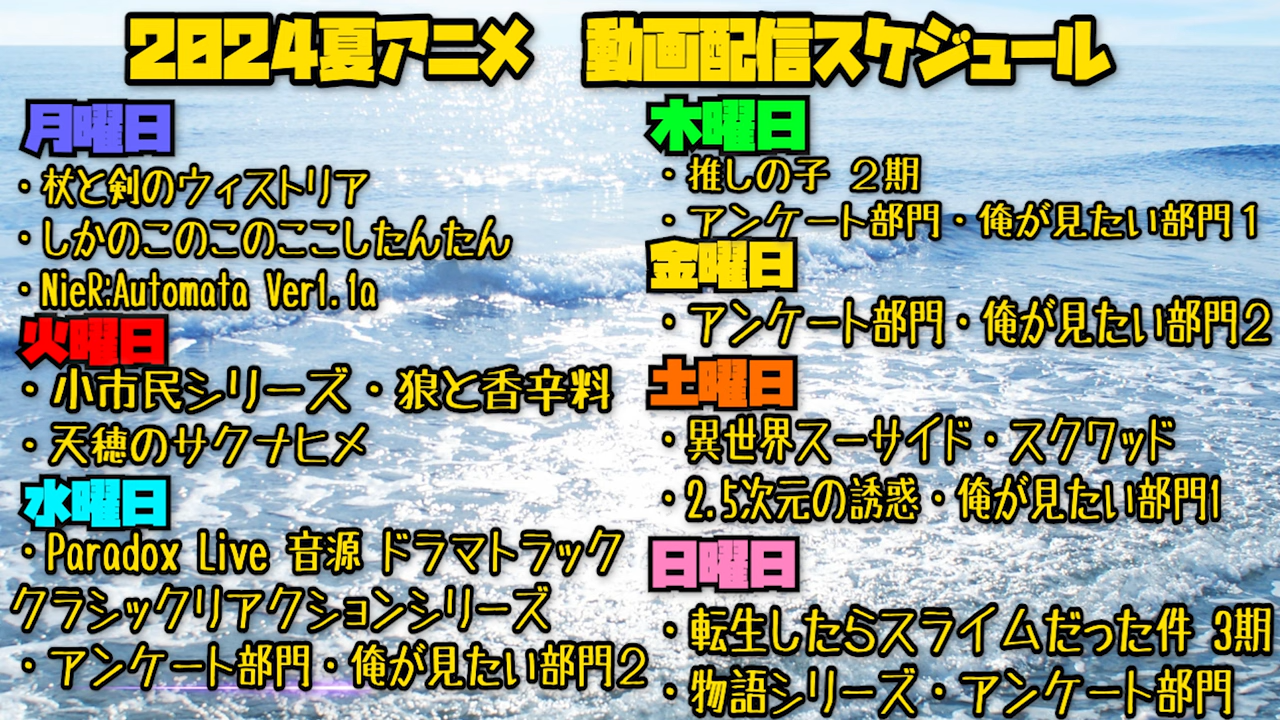 2024夏アニメ 動画配信スケジュール
月曜日
・杖と剣のウィストリア
・しかのこのこのここしたんたん
・NieR:Automata Ver1.1a
火曜日
・小市民シリーズ・狼と香辛料
・天穂のサクナヒメ
水曜日
・Paradox Live 音源 ドラマトラック
クラシックリアクションシリーズ
・アンケート部門・俺が見たい部門2
木曜日
・推しの子 2期
・アンケート部門・俺が見たい部門1
金曜日
・アンケート部門・俺が見たい部門2
土曜日
・異世界スーサイド・スクワッド
・2.5次元の誘惑・俺が見たい部門1
日曜日
・転生したらスライムだった件 3期
・物語シリーズ・アンケート部門